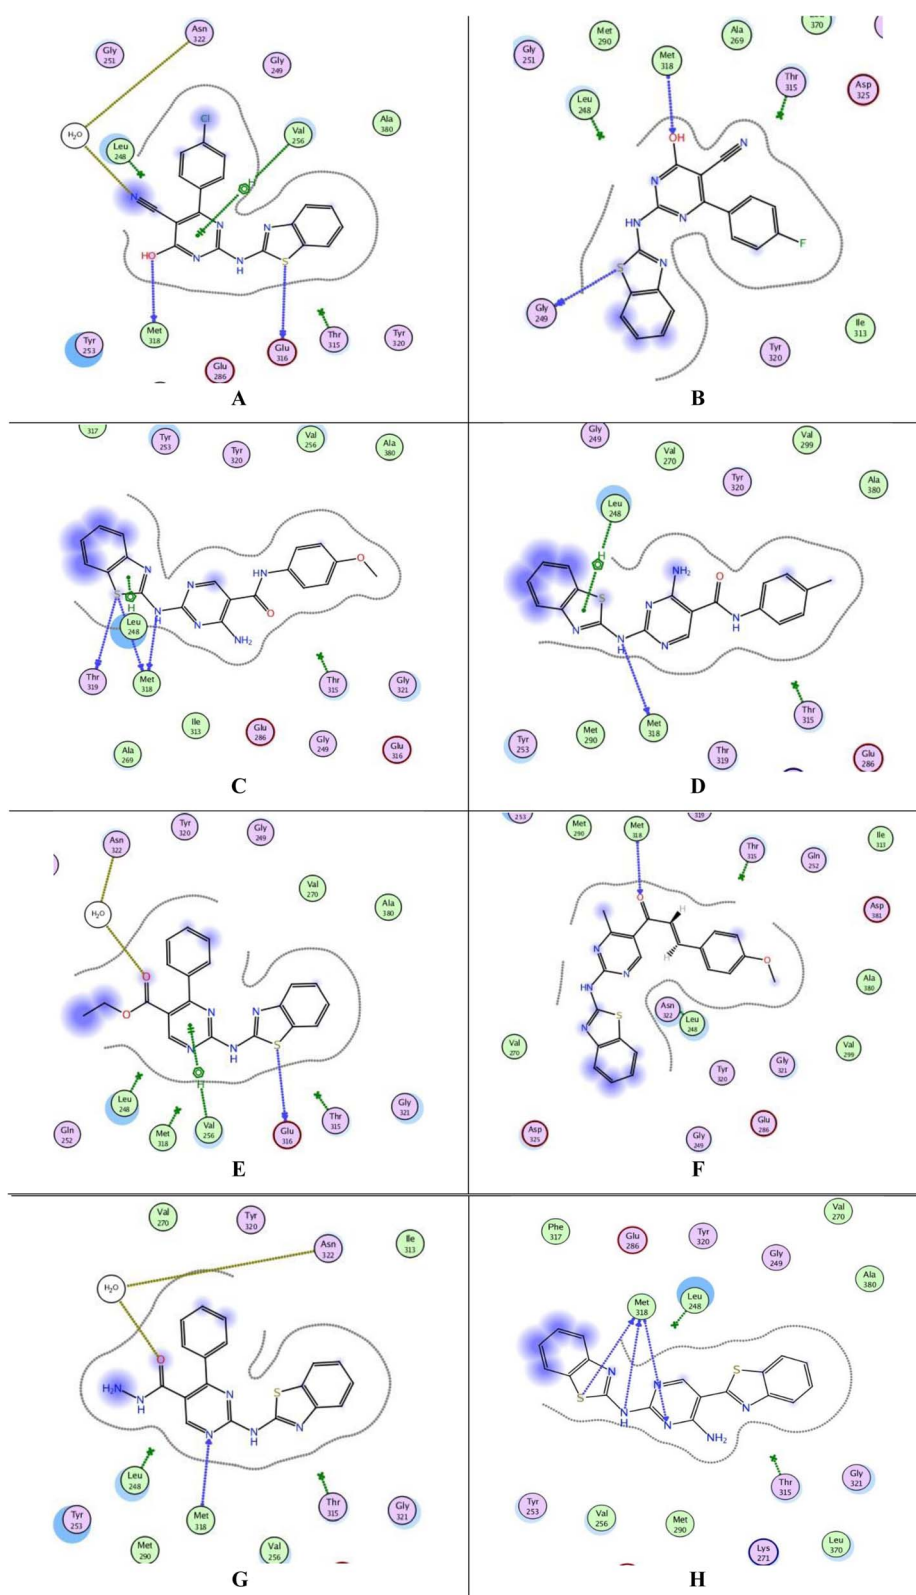 Asn
322
Gly
251
Gly
249
H₂O
Leu
248
Cl
Val
256
Ala
380
H
N
N
N
HO
N
N
H
S
Tyr
253
Met
318
Glu
286
Glu
316
Thr
315
Tyr
320
A
370
Met
290
Ala
269
Met
318
Gly
251
Thr
315
Asp
325
Leu
248
OH
N
N
N
HN
F
S
N
Gly
249
Tyr
320
Ile
313
B
317
Tyr
253
Tyr
320
Val
256
Ala
380
N
S
H
N
H
N
N
HN
O
O
NH₂
Leu
248
Thr
319
Met
318
Thr
315
Gly
321
Ile
313
Glu
286
Gly
249
Glu
316
Ala
269
C
Gly
249
Val
270
Val
299
Tyr
320
Ala
380
Leu
248
H
S
N
N
H
N
N
NH₂
O
N
H
Tyr
253
Met
290
Met
318
Thr
319
Thr
315
Glu
286
D
Asn
322
Tyr
320
Gly
249
Val
270
Ala
380
H₂O
O
O
N
N
N
H
N
S
H
Leu
248
Gln
252
Met
318
Val
256
Glu
316
Thr
315
Gly
321
E
253
Met
290
Met
318
319
Thr
315
Gln
252
Ile
313
Asp
381
O
H
H
N
N
HN
O
N
S
Asn
322
Leu
248
Ala
380
Val
270
Tyr
320
Gly
321
Val
299
Asp
325
Gly
249
Glu
286
F
Val
270
Tyr
320
Asn
322
Ile
313
H₂O
O
H₂N
N
H
N
N
N
H
S
N
Leu
248
Tyr
253
Met
318
Thr
315
Gly
321
Met
290
Val
256
G
Phe
317
Glu
286
Tyr
320
Gly
249
Val
270
Ala
380
Met
318
Leu
248
N
S
N
H
N
N
S
N
NH₂
Tyr
253
Val
256
Met
290
Thr
315
Gly
321
Lys
271
Leu
370
H